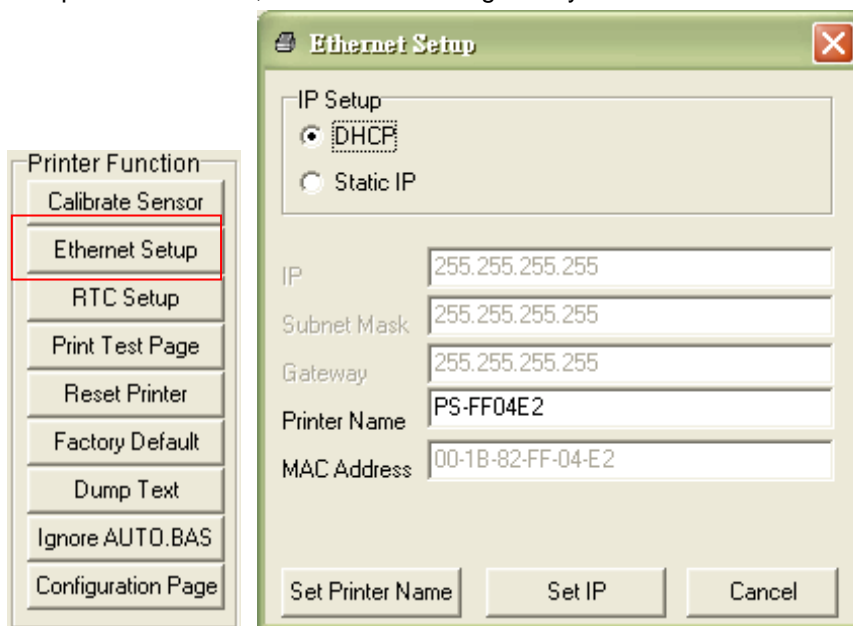 Printer Function
Calibrate Sensor
Ethernet Setup
RTC Setup
Print Test Page
Reset Printer
Factory Default
Dump Text
Ignore AUTO.BAS
Configuration Page
Ethernet Setup
IP Setup
DHCP
Static IP
IP 255.255.255.255
Subnet Mask 255.255.255.255
Gateway 255.255.255.255
Printer Name PS-FF04E2
MAC Address 00-1B-82-FF-04-E2
Set Printer Name Set IP Cancel